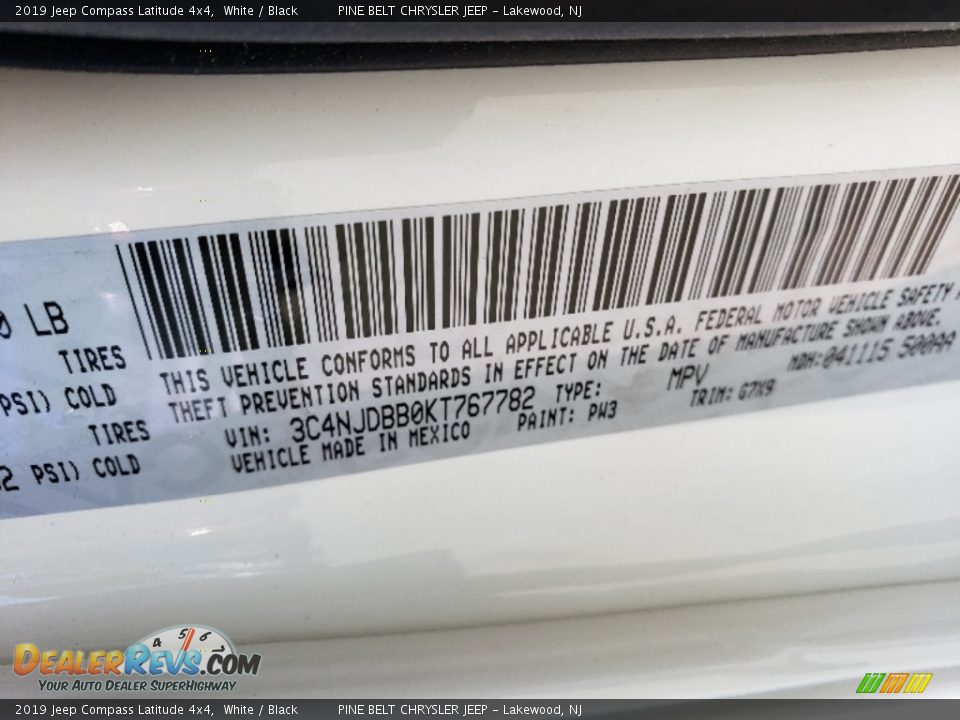 2019 Jeep Compass Latitude 4x4, White / Black PINE BELT CHRYSLER JEEP - Lakewood, NJ
LB
TIRES
PSI) COLD
TIRES
PSI) COLD
THIS VEHICLE CONFORMS TO ALL APPLICABLE U.S.A. FEDERAL MOTOR VEHICLE SAFETY
THEFT PREVENTION STANDARDS IN EFFECT ON THE DATE OF MANUFACTURE SHOWN ABOVE.
VIN: 3C4NJDBB0KT767782 TYPE: MPV MDH:041115 500AA
VEHICLE MADE IN MEXICO PAINT: PW3 TRIM: G7X9
4 5 6 7
DEALERREVS.COM
YOUR AUTO DEALER SUPERHIGHWAY
2019 Jeep Compass Latitude 4x4, White / Black PINE BELT CHRYSLER JEEP - Lakewood, NJ